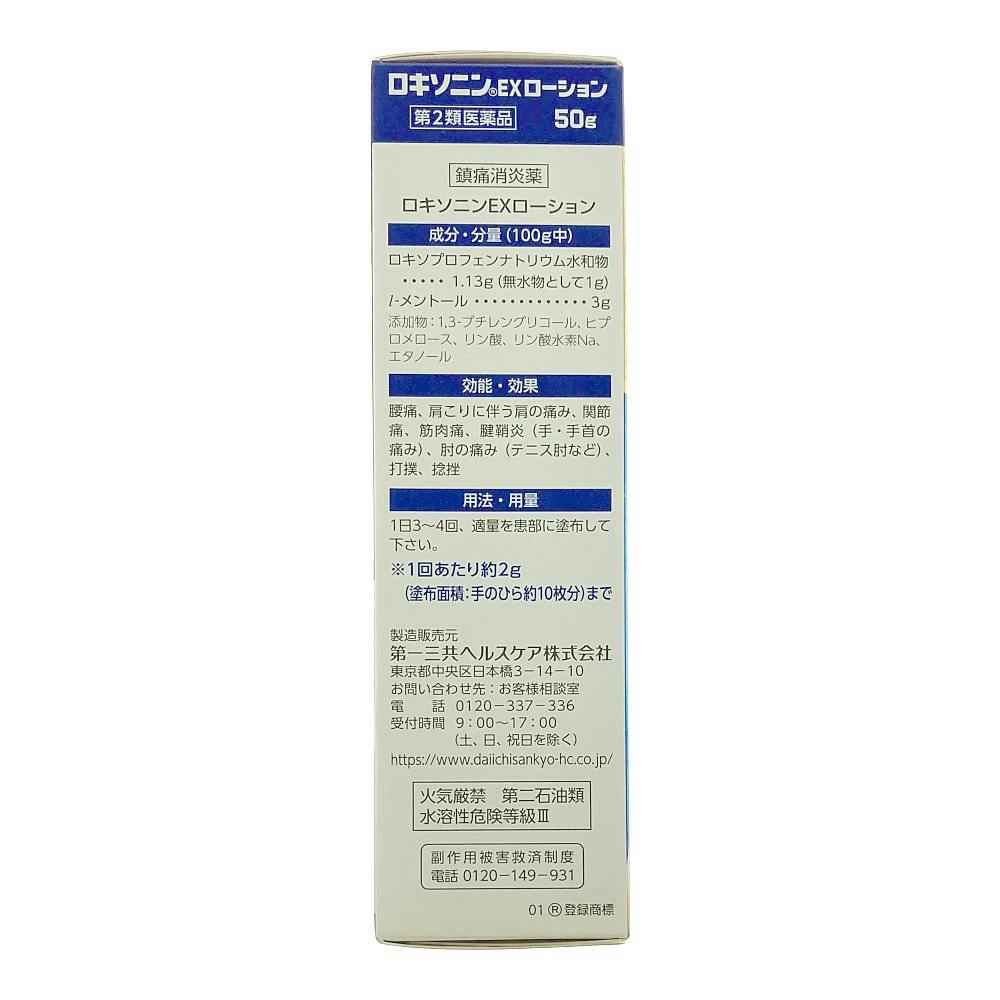 ロキソニン®EXローション
第2類医薬品 50g
鎮痛消炎薬
ロキソニンEXローション
成分・分量(100g中)
ロキソプロフェンナトリウム水和物
・・・・・ 1.13g(無水物として1g)
l-メントール・・・・・・・・・・・・・3g
添加物:1,3-ブチレングリコール、ヒプ
ロメロース、リン酸、リン酸水素Na、
エタノール
効能・効果
腰痛、肩こりに伴う肩の痛み、関節
痛、筋肉痛、腱鞘炎(手・手首の
痛み)、肘の痛み(テニス肘など)、
打撲、捻挫
用法・用量
1日3~4回、適量を患部に塗布して
下さい。
※1回あたり約2g
(塗布面積:手のひら約10枚分)まで
製造販売元
第一三共ヘルスケア株式会社
東京都中央区日本橋3-14-10
お問い合わせ先:お客様相談室
電 話 0120-337-336
受付時間 9:00~17:00
(土、日、祝日を除く)
https://www.daiichisankyo-hc.co.jp/
火気厳禁 第二石油類
水溶性危険等級Ⅲ
副作用被害救済制度
電話 0120-149-931
01 ®登録商標